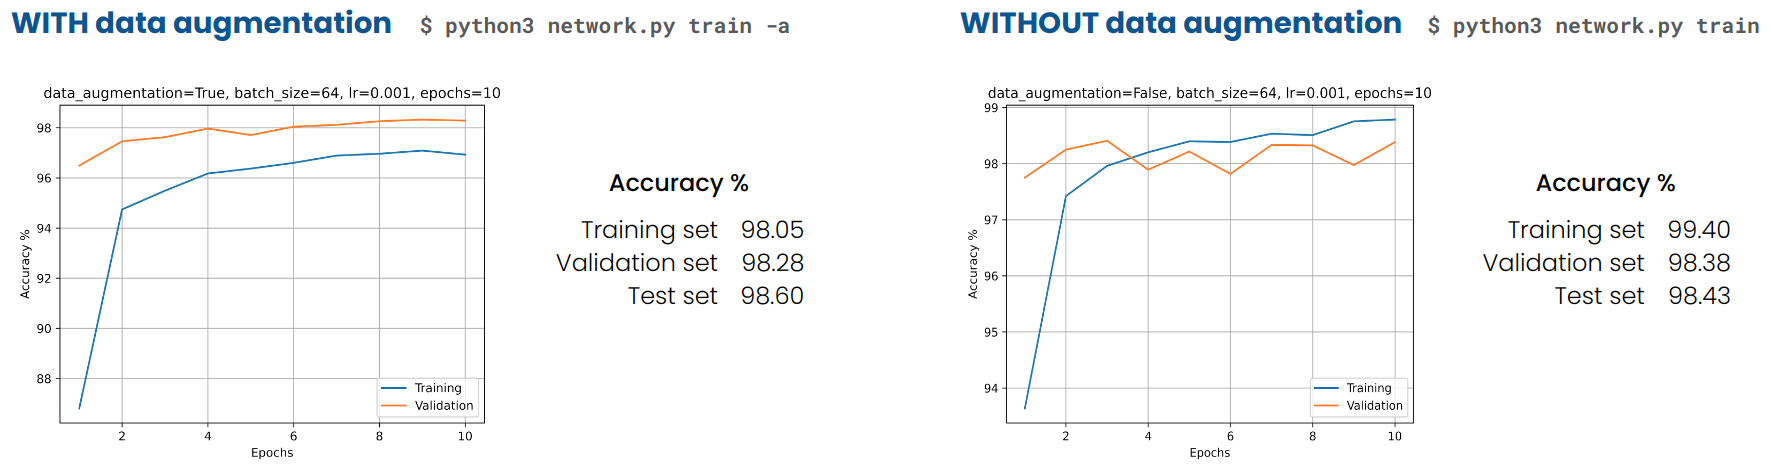 WITH data augmentation $ python3 network.py train -a
data_augmentation=True, batch_size=64, lr=0.001, epochs=10
98
96
94
92
90
88
Accuracy %
2 4 6 8 10
Epochs
Training
Validation
Accuracy %
Training set 98.05
Validation set 98.28
Test set 98.60
WITHOUT data augmentation $ python3 network.py train
data_augmentation=False, batch_size=64, lr=0.001, epochs=10
99
98
97
96
95
94
Accuracy %
2 4 6 8 10
Epochs
Training
Validation
Accuracy %
Training set 99.40
Validation set 98.38
Test set 98.43